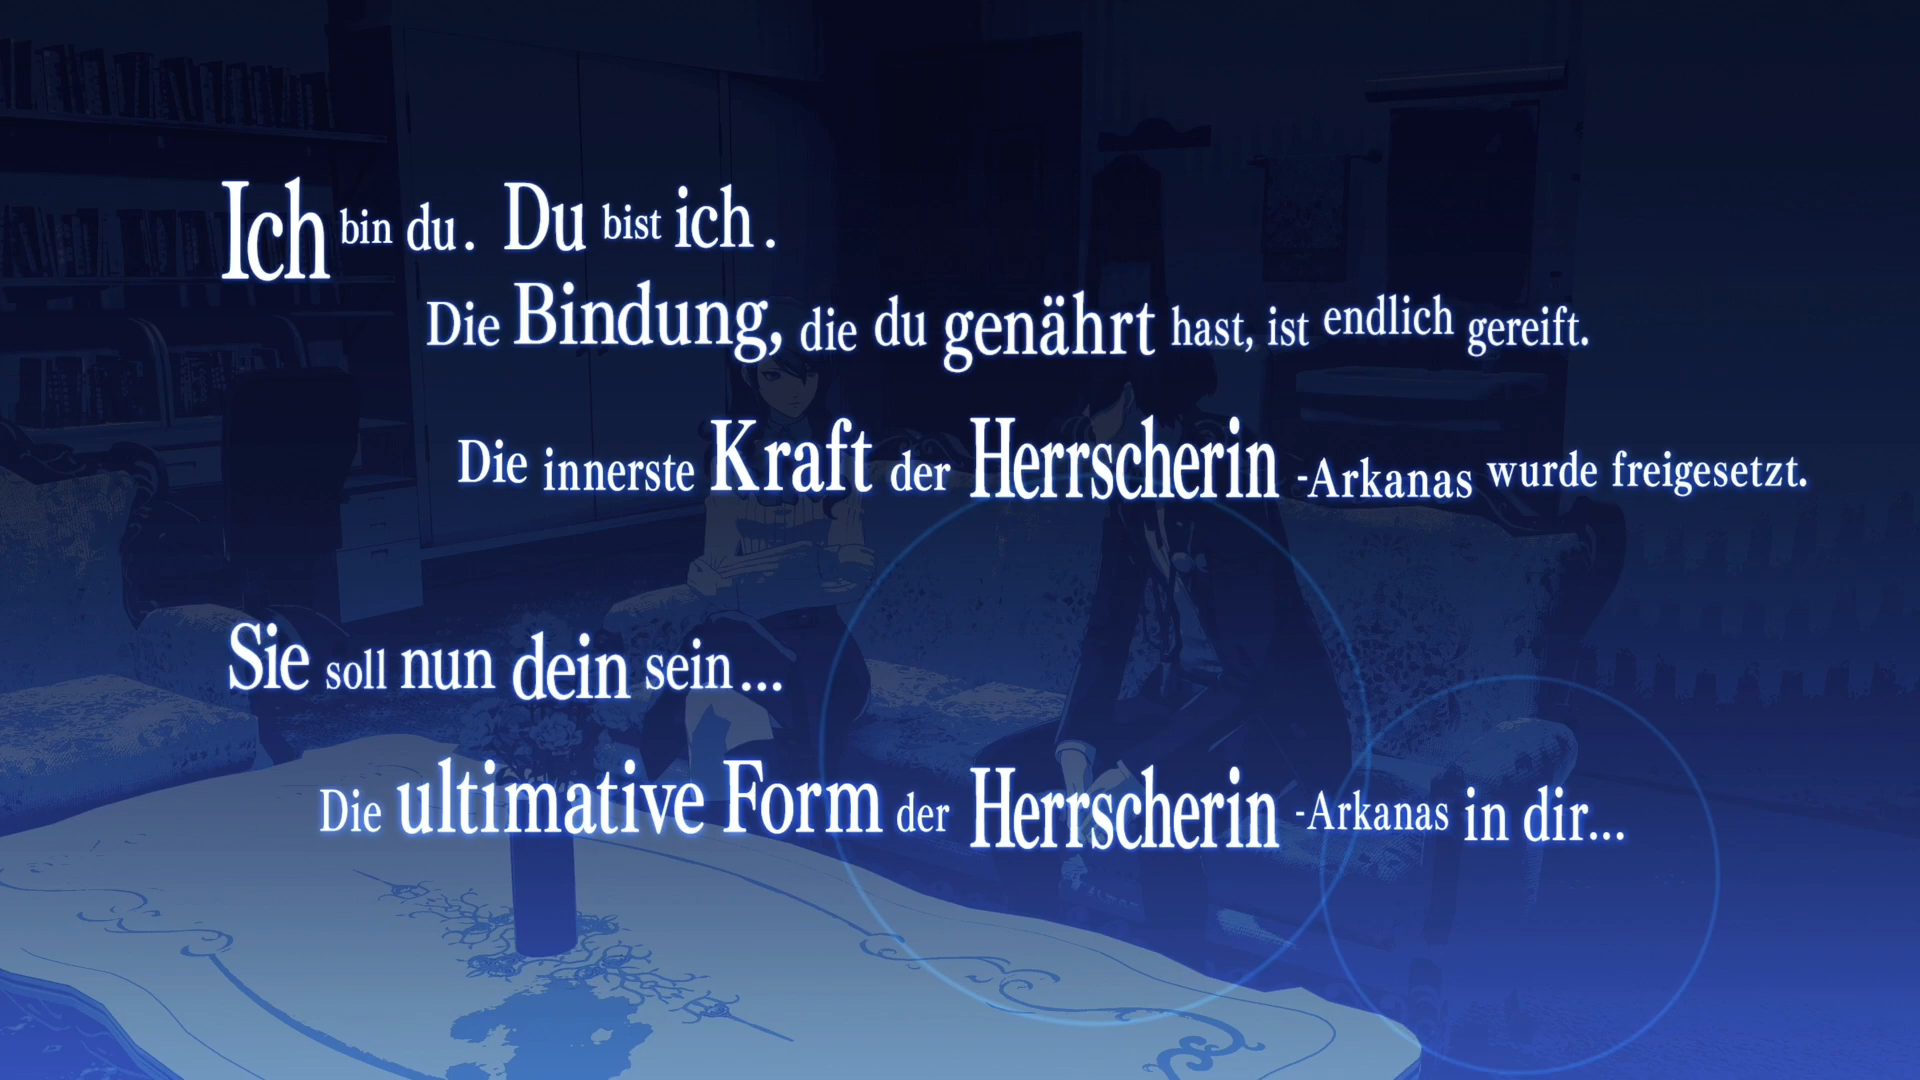 Ich bin du. Du bist ich.
Die Bindung, die du genährt hast, ist endlich gereift.
Die innerste Kraft der Herrscherin-Arkanas wurde freigesetzt.
Sie soll nun dein sein...
Die ultimative Form der Herrscherin-Arkanas in dir...